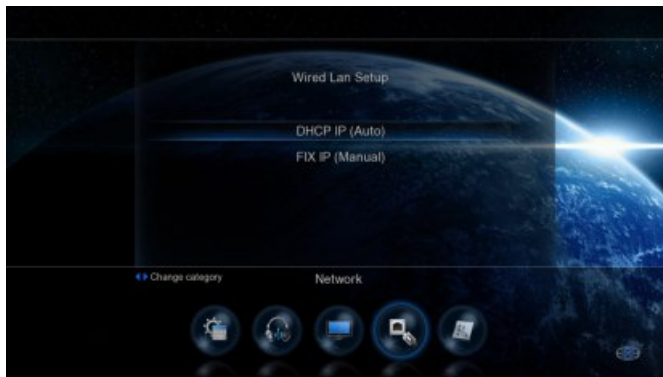 Wired Lan Setup
DHCP IP (Auto)
FIX IP (Manual)
Change category
Network